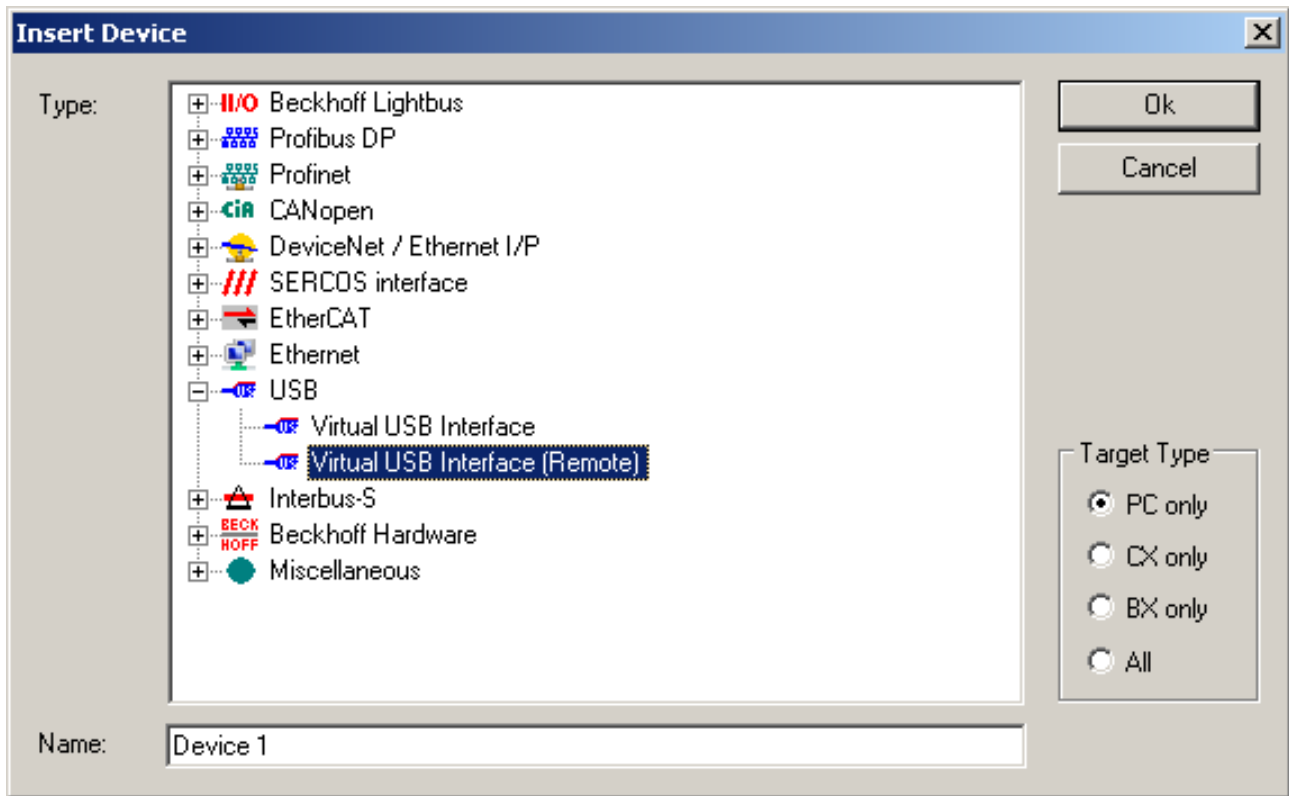 Insert Device
Type:
II/O Beckhoff Lightbus
Profibus DP
Profinet
CiA CANopen
DeviceNet / Ethernet I/P
SERCOS interface
EtherCAT
Ethernet
USB
Virtual USB Interface
Virtual USB Interface (Remote)
Interbus-S
BECK
HOFF Beckhoff Hardware
Miscellaneous
Ok
Cancel
Target Type
PC only
CX only
BX only
All
Name:
Device 1